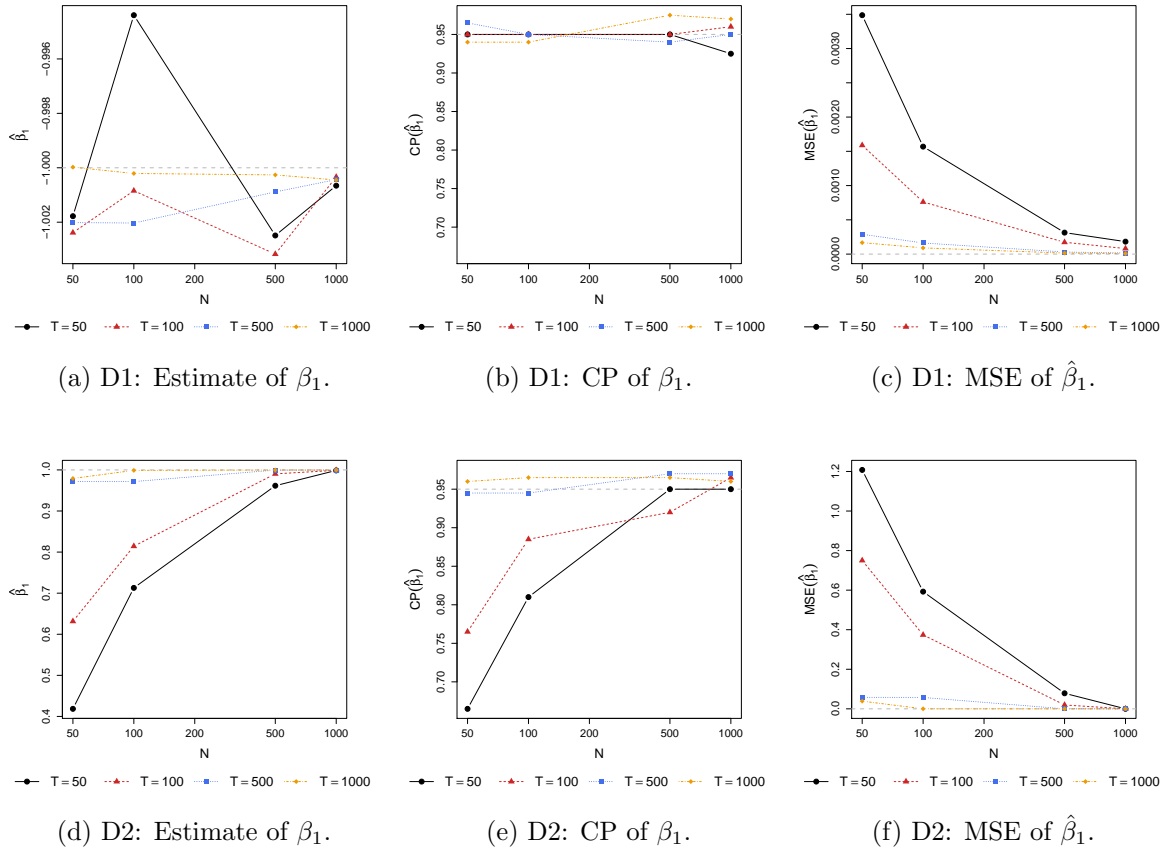 −0.996
−0.998
−1.000
−1.002
β̂₁
50 100 200 500 1000
N
T = 50 T = 100 T = 500 T = 1000
(a) D1: Estimate of β₁.
0.95
0.90
0.85
0.80
0.75
0.70
CP(β̂₁)
50 100 200 500 1000
N
T = 50 T = 100 T = 500 T = 1000
(b) D1: CP of β₁.
0.0030
0.0020
0.0010
0.0000
MSE(β̂₁)
50 100 200 500 1000
N
T = 50 T = 100 T = 500 T = 1000
(c) D1: MSE of β̂₁.
1.0
0.9
0.8
0.7
0.6
0.5
0.4
β̂₁
50 100 200 500 1000
N
T = 50 T = 100 T = 500 T = 1000
(d) D2: Estimate of β₁.
0.95
0.90
0.85
0.80
0.75
0.70
CP(β̂₁)
50 100 200 500 1000
N
T = 50 T = 100 T = 500 T = 1000
(e) D2: CP of β₁.
1.2
1.0
0.8
0.6
0.4
0.2
0.0
MSE(β̂₁)
50 100 200 500 1000
N
T = 50 T = 100 T = 500 T = 1000
(f) D2: MSE of β̂₁.